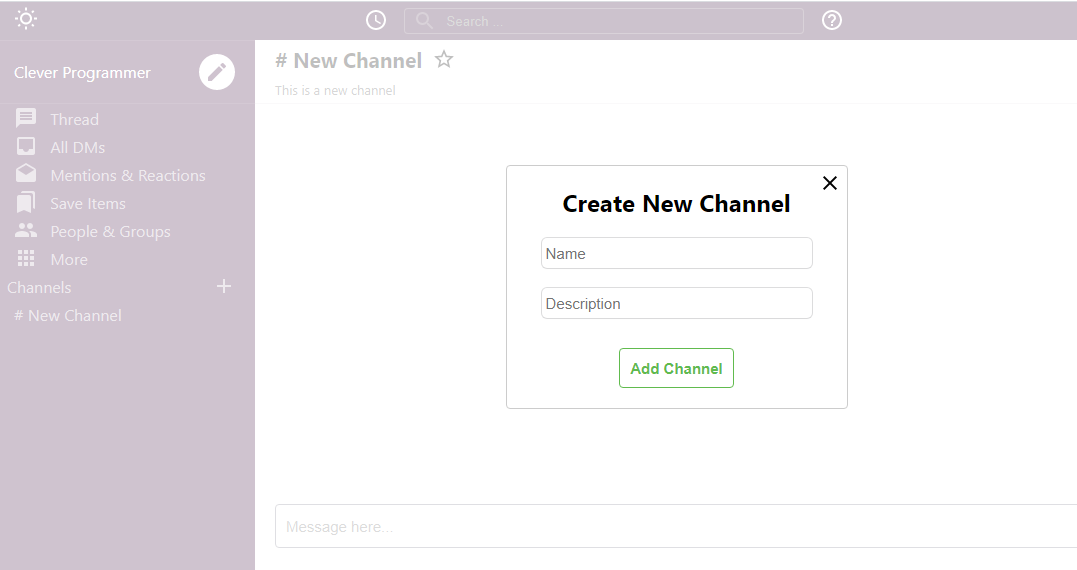 Search ...
Clever Programmer
# New Channel
This is a new channel
Thread
All DMs
Mentions & Reactions
Save Items
People & Groups
More
Channels
# New Channel
Create New Channel
Name
Description
Add Channel
Message here...